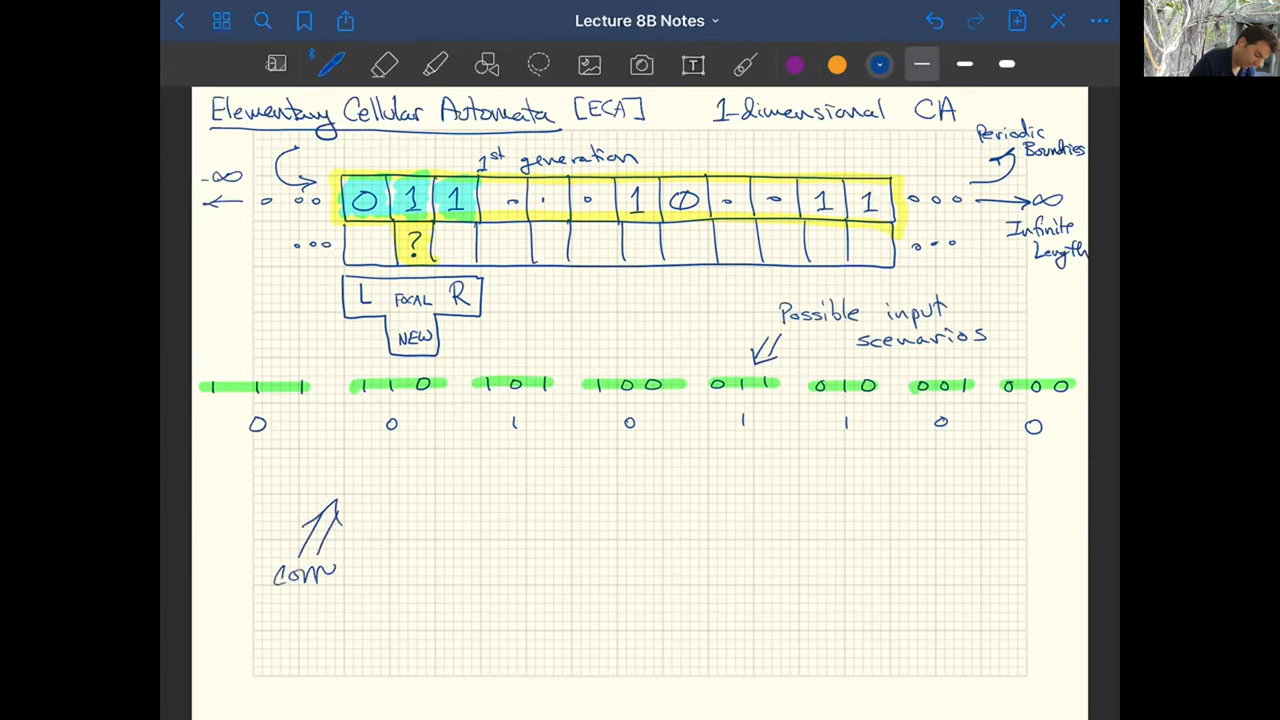 Lecture 8B Notes
Elementary Cellular Automata [ECA] 1-dimensional CA
Periodic
Boundries
1st generation
-∞
0 1 1 1 0 1 1 ∞
Infinite
Length
?
L FOCAL R
NEW
Possible input
scenarios
1 1 1 1 1 0 1 0 1 1 0 0 0 1 1 0 1 0 0 0 1 0 0 0
0 0 1 0 1 1 0 0